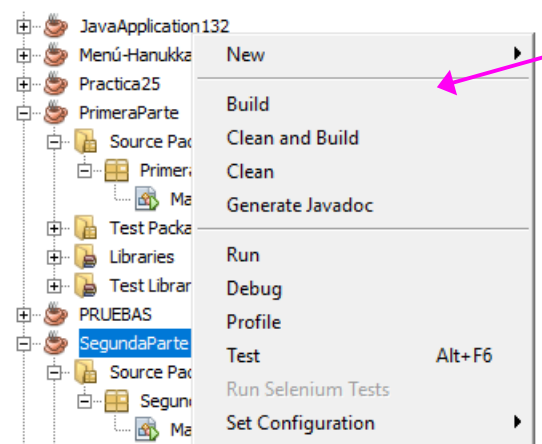 JavaApplication132
Menú-Hanukka
Practica25
PrimeraParte
Source Pac
Primera
Ma
Test Packa
Libraries
Test Librar
PRUEBAS
SegundaParte
Source Pac
Segun
Ma
New
Build
Clean and Build
Clean
Generate Javadoc
Run
Debug
Profile
Test Alt+F6
Run Selenium Tests
Set Configuration